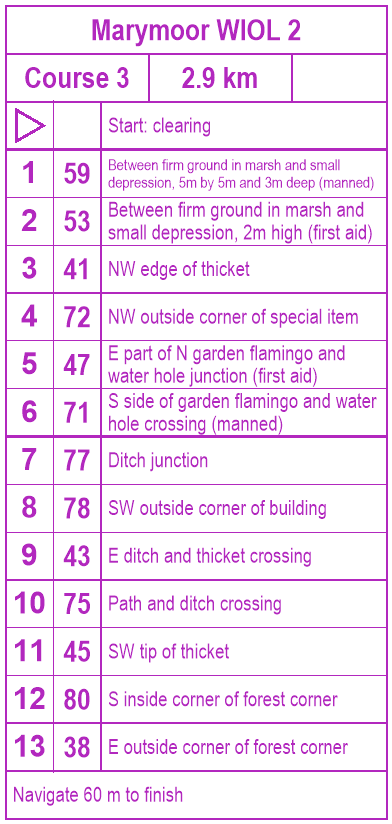 Marymoor WIOL 2
Course 3 2.9 km
Start: clearing
1 59 Between firm ground in marsh and small
depression, 5m by 5m and 3m deep (manned)
2 53 Between firm ground in marsh and
small depression, 2m high (first aid)
3 41 NW edge of thicket
4 72 NW outside corner of special item
5 47 E part of N garden flamingo and
water hole junction (first aid)
6 71 S side of garden flamingo and water
hole crossing (manned)
7 77 Ditch junction
8 78 SW outside corner of building
9 43 E ditch and thicket crossing
10 75 Path and ditch crossing
11 45 SW tip of thicket
12 80 S inside corner of forest corner
13 38 E outside corner of forest corner
Navigate 60 m to finish